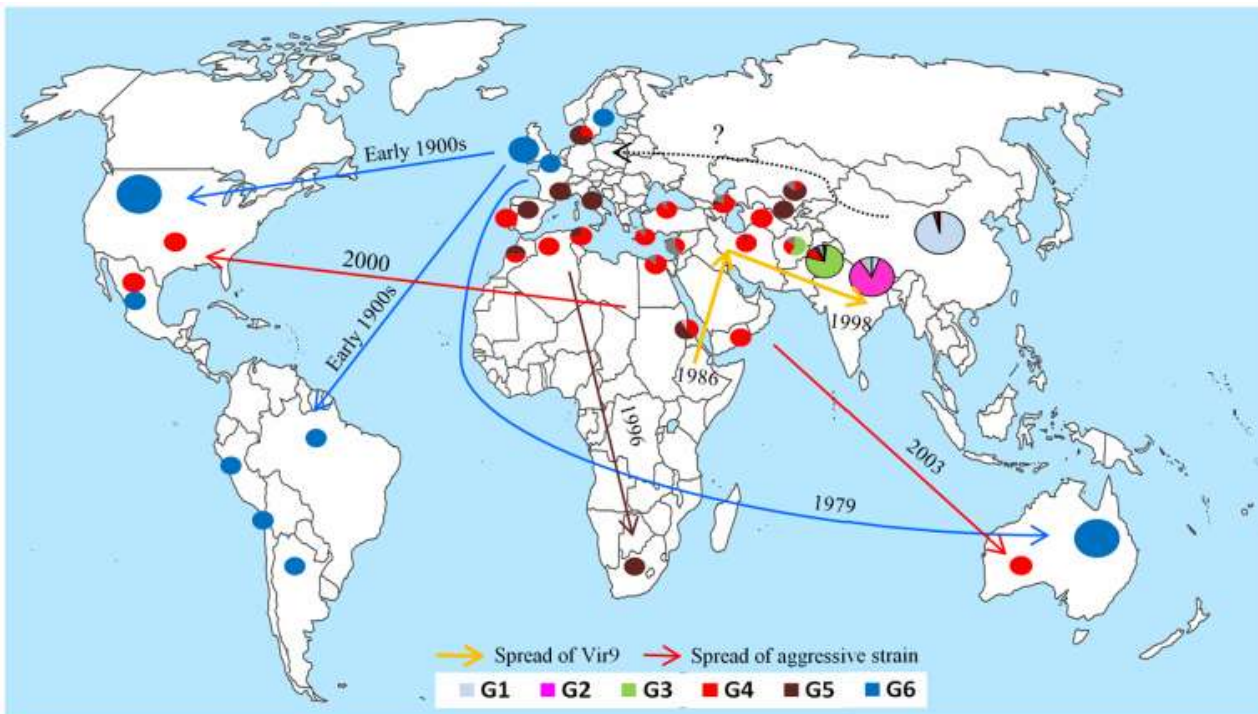 ?
Early 1900s
2000
Early 1900s
1998
1986
1996
2003
1979
Spread of Vir9 Spread of aggressive strain
G1 G2 G3 G4 G5 G6